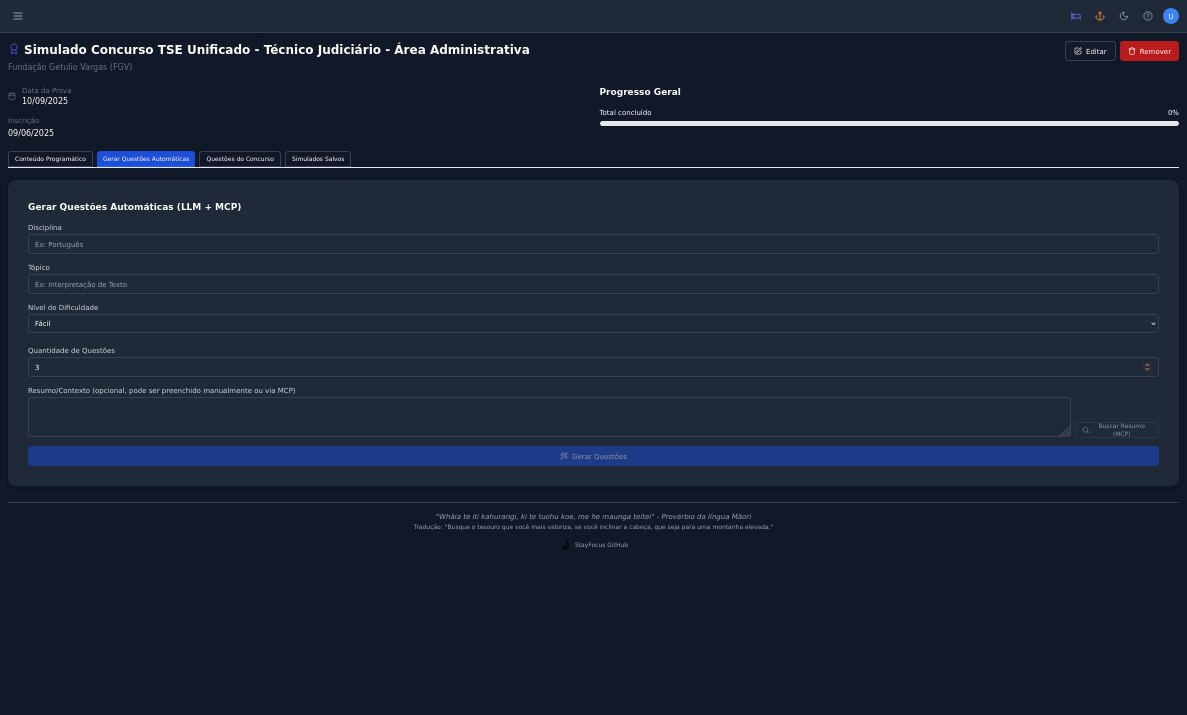 U
Simulado Concurso TSE Unificado - Técnico Judiciário - Área Administrativa
Editar
Remover
Fundação Getulio Vargas (FGV)
Data da Prova
10/09/2025
Inscrição
09/06/2025
Progresso Geral
Total concluído
0%
Conteúdo Programático
Gerar Questões Automáticas
Questões do Concurso
Simulados Salvos
Gerar Questões Automáticas (LLM + MCP)
Disciplina
Ex: Português
Tópico
Ex: Interpretação de Texto
Nível de Dificuldade
Fácil
Quantidade de Questões
3
Resumo/Contexto (opcional, pode ser preenchido manualmente ou via MCP)
Buscar Resumo
(MCP)
Gerar Questões
"Whāia te iti kahurangi, ki te tuohu koe, me he maunga teitei" - Provérbio da língua Māori
Tradução: "Busque o tesouro que você mais valoriza, se você inclinar a cabeça, que seja para uma montanha elevada."
StayFocus GitHub